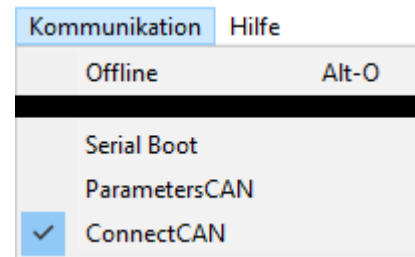 Kommunikation Hilfe
Offline Alt-O
Serial Boot
ParametersCAN
ConnectCAN